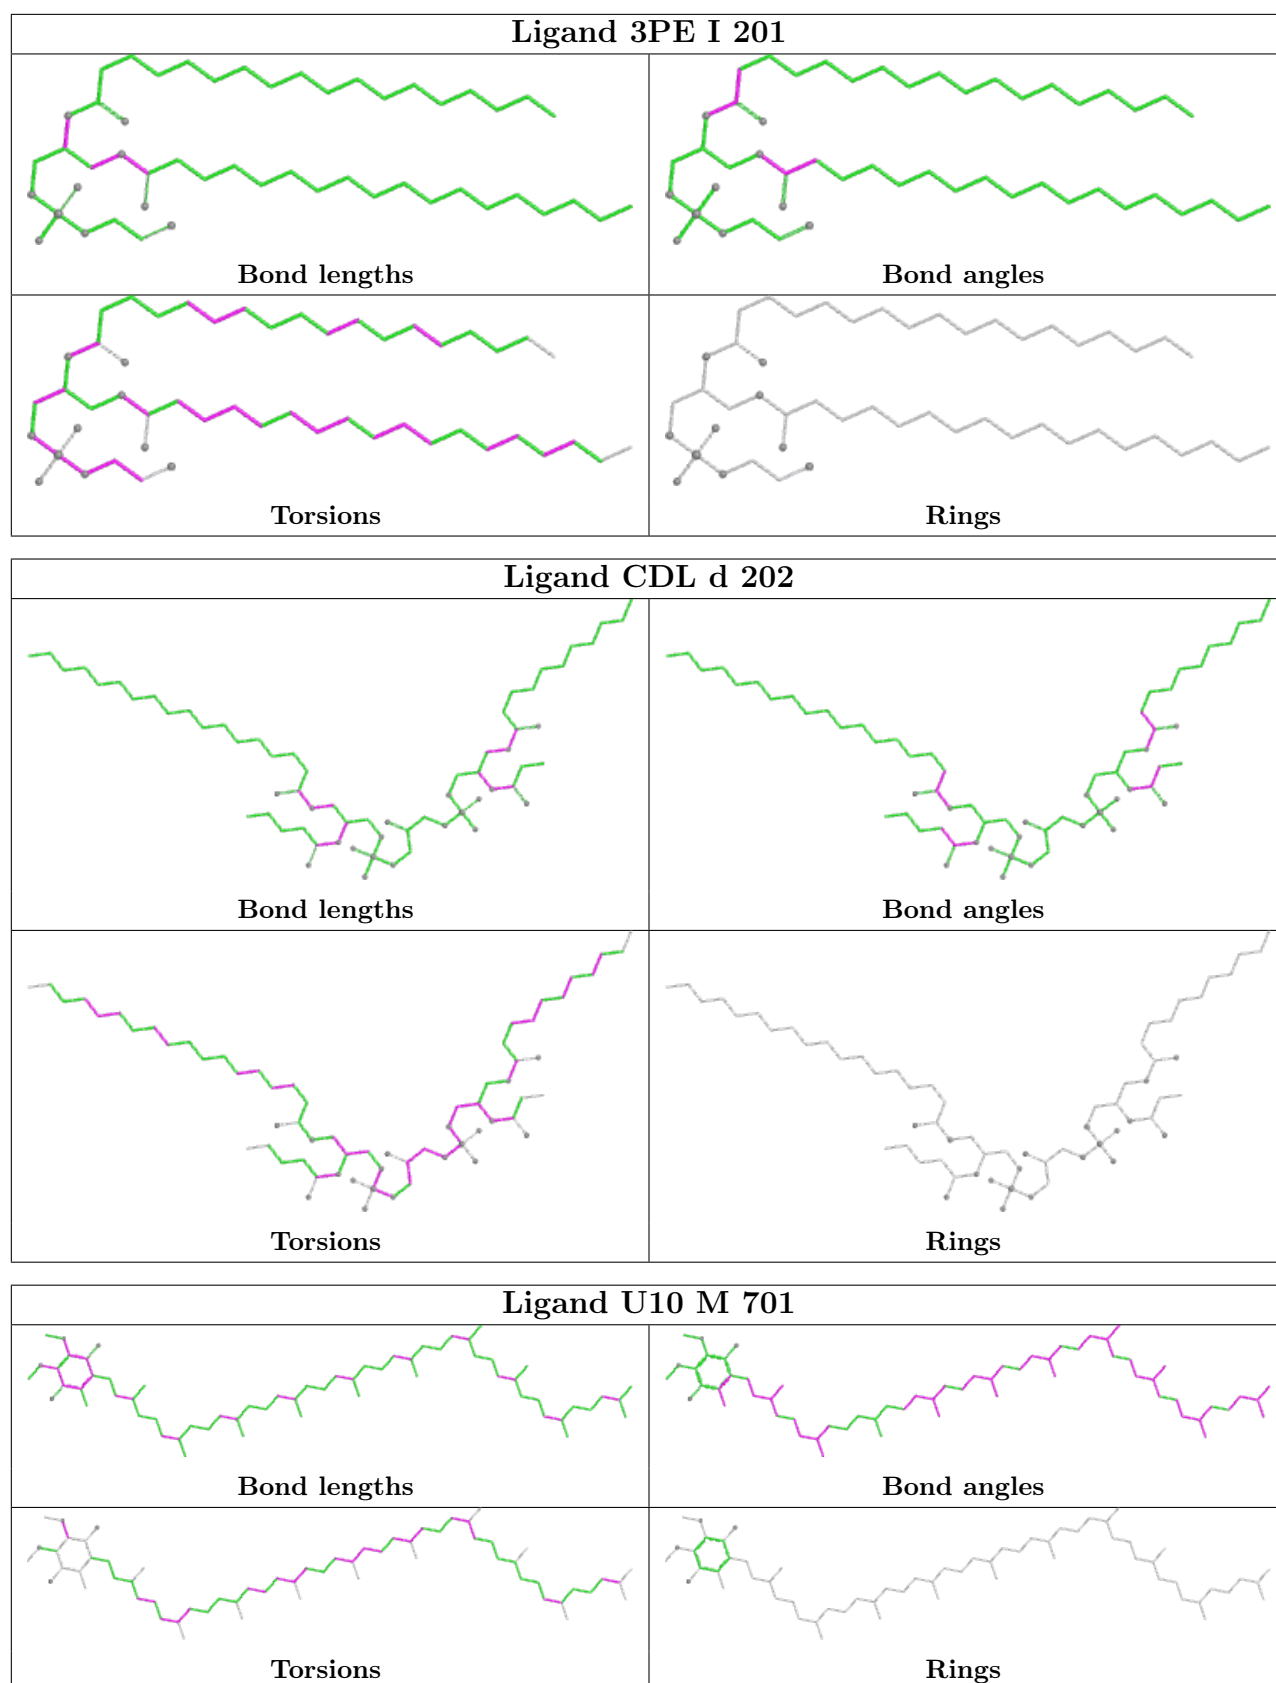 Ligand 3PE I 201
Bond lengths
Bond angles
Torsions
Rings
Ligand CDL d 202
Bond lengths
Bond angles
Torsions
Rings
Ligand U10 M 701
Bond lengths
Bond angles
Torsions
Rings